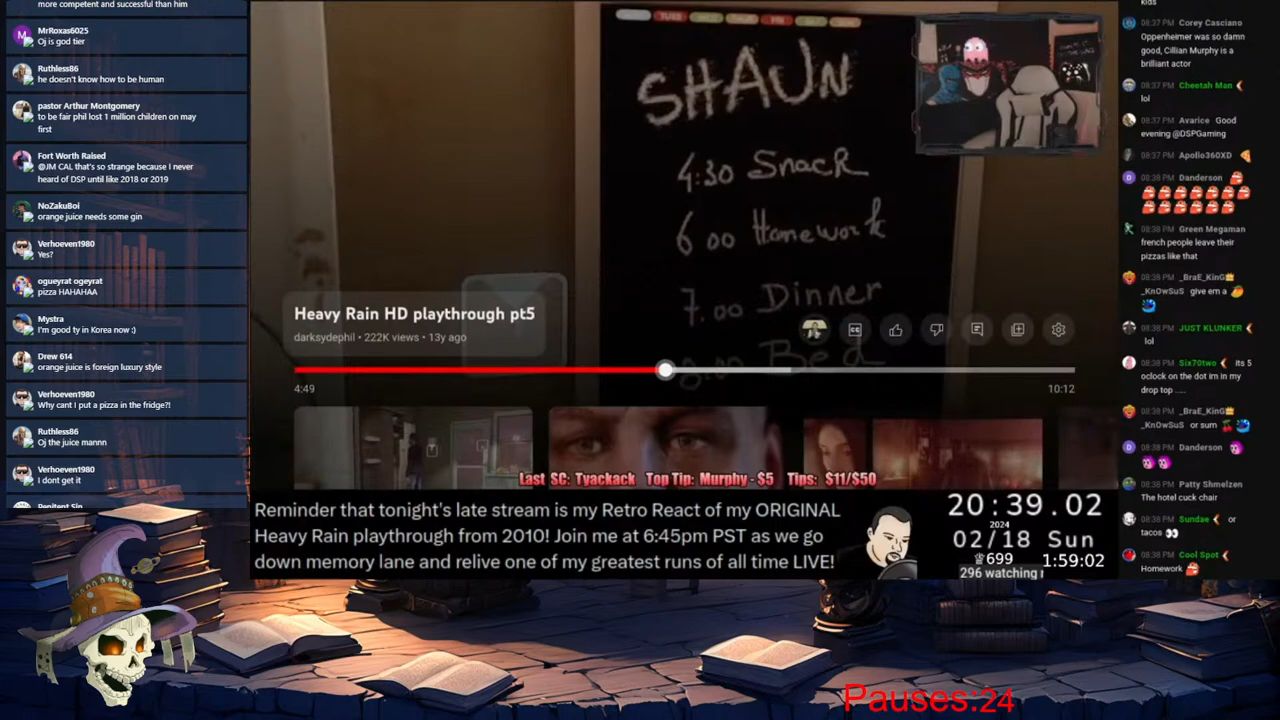 more competent and successful than him
M
MrRoxas6025
Oj is god tier
Ruthless86
he doesn't know how to be human
pastor Arthur Montgomery
to be fair phil lost 1 million children on may
first
Fort Worth Raised
@JM CAL that's so strange because I never
heard of DSP until like 2018 or 2019
NoZakuBoi
orange juice needs some gin
Verhoeven1980
Yes?
ogueyrat ogeyrat
pizza HAHAHAA
Mystra
I'm good ty in Korea now :)
Drew 614
orange juice is foreign luxury style
Verhoeven1980
Why cant I put a pizza in the fridge?!
Ruthless86
Oj the juice mannn
Verhoeven1980
I dont get it
Penitent Sin
TUES
FRI
SHAUN
4:30 Snack
6 00 Homework
7.00 Dinner
8.00 Bed
Heavy Rain HD playthrough pt5
darksydephil • 222K views • 13y ago
CC
4:49
10:12
Last SC: Tyackack Top Tip: Murphy - $5 Tips: $11/$50
Reminder that tonight's late stream is my Retro React of my ORIGINAL
Heavy Rain playthrough from 2010! Join me at 6:45pm PST as we go
down memory lane and relive one of my greatest runs of all time LIVE!
20:39.02
2024
02/18 Sun
699
1:59:02
296 watching
kids
08:37 PM Corey Casciano
Oppenheimer was so damn
good, Cillian Murphy is a
brilliant actor
08:37 PM Cheetah Man
lol
08:37 PM Avarice Good
evening @DSPGaming
08:37 PM Apollo360XD
D
08:38 PM Danderson
08:38 PM Green Megaman
french people leave their
pizzas like that
08:38 PM _BraE_KinG
_KnOwSuS give em a
08:38 PM JUST KLUNKER
lol
08:38 PM Six70two its 5
oclock on the dot im in my
drop top .....
08:38 PM _BraE_KinG
_KnOwSuS or sum
D
08:38 PM Danderson
08:38 PM Patty Shmelzen
The hotel cuck chair
08:38 PM Sundae or
tacos
08:38 PM Cool Spot
Homework
Pauses:24